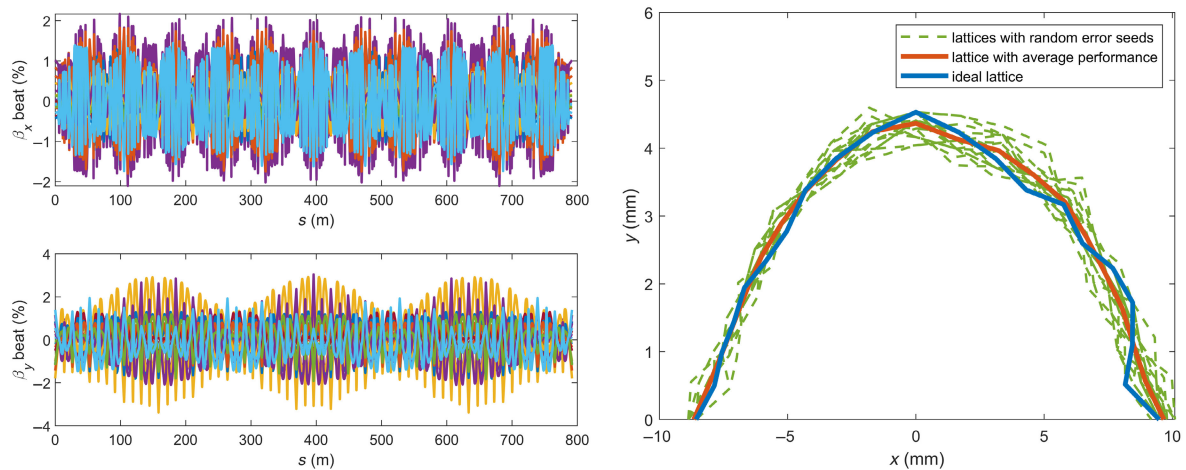 β_x beat (%)
2
1
0
−1
−2
0 100 200 300 400 500 600 700 800
s (m)
β_y beat (%)
4
2
0
−2
−4
0 100 200 300 400 500 600 700 800
s (m)
y (mm)
6
5
4
3
2
1
0
lattices with random error seeds
lattice with average performance
ideal lattice
−10 −5 0 5 10
x (mm)